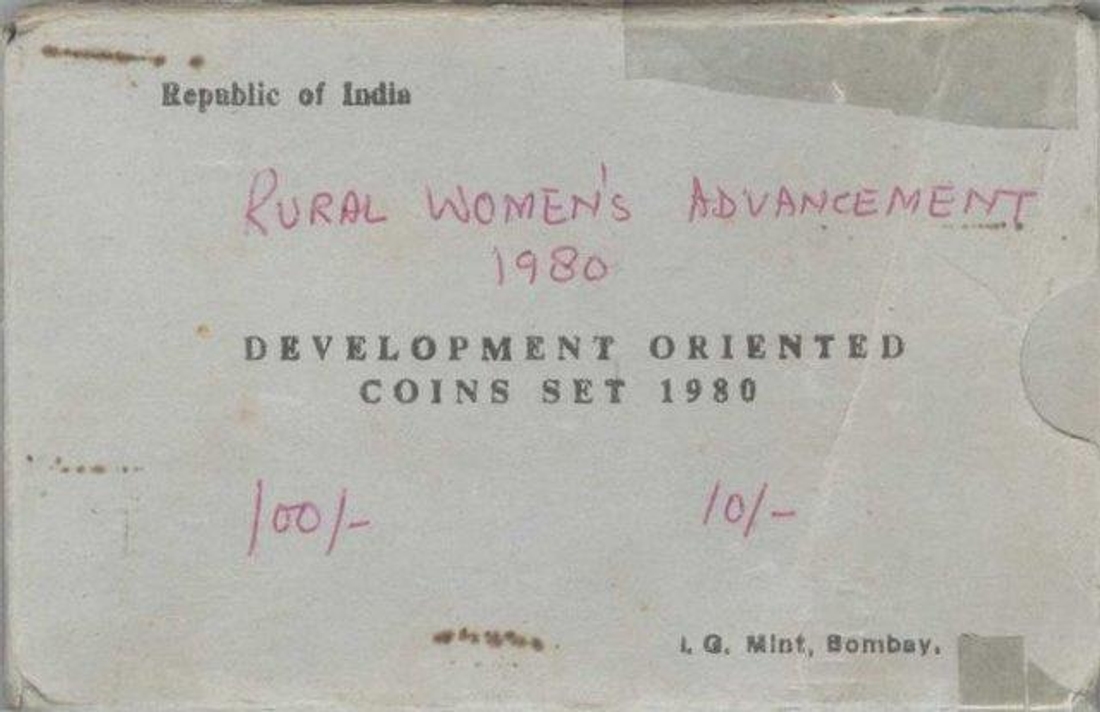 Republic of India
RURAL WOMEN'S ADVANCEMENT
1980
DEVELOPMENT ORIENTED
COINS SET 1980
100/- 10/-
I. G. Mint, Bombay.